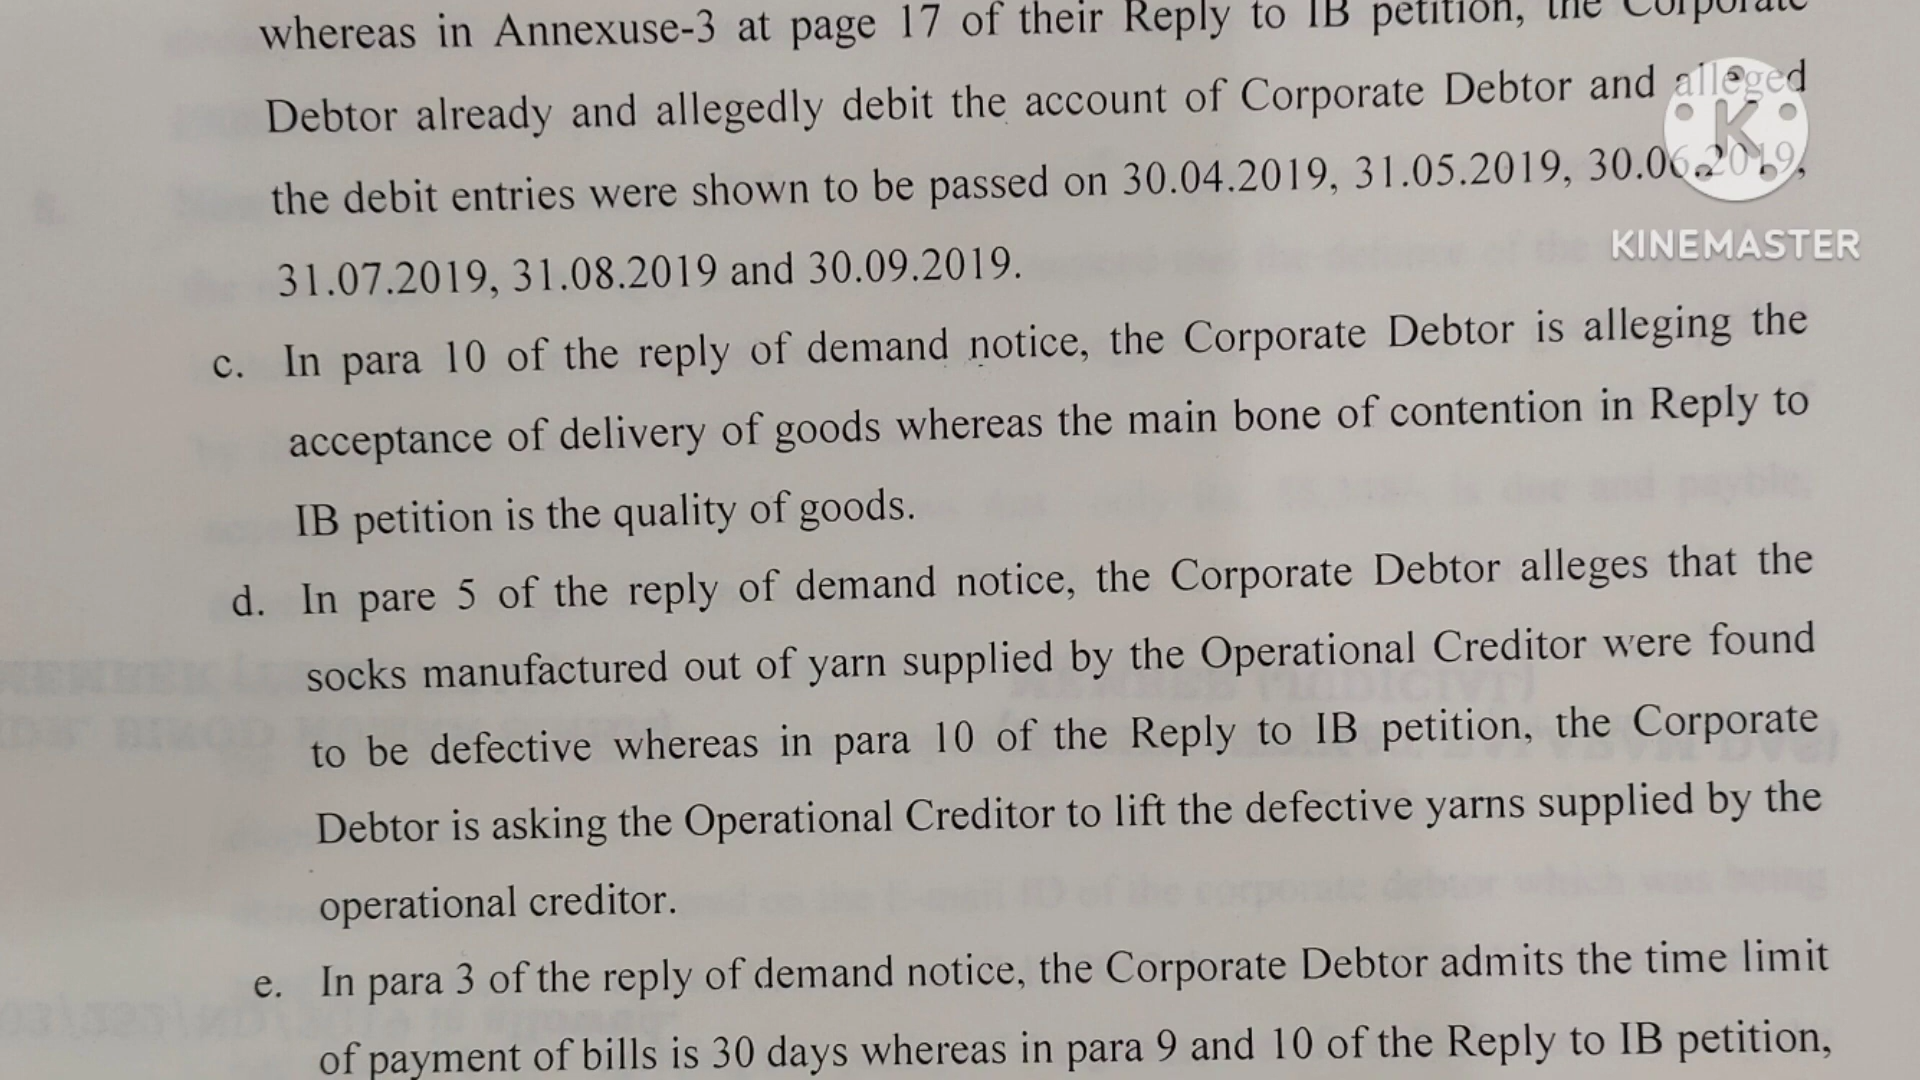 whereas in Annexuse-3 at page 17 of their Reply to IB petition, the Corporate
Debtor already and allegedly debit the account of Corporate Debtor and alleged
the debit entries were shown to be passed on 30.04.2019, 31.05.2019, 30.06.2019,
31.07.2019, 31.08.2019 and 30.09.2019.
K
KINEMASTER
c. In para 10 of the reply of demand notice, the Corporate Debtor is alleging the
acceptance of delivery of goods whereas the main bone of contention in Reply to
IB petition is the quality of goods.
d. In pare 5 of the reply of demand notice, the Corporate Debtor alleges that the
socks manufactured out of yarn supplied by the Operational Creditor were found
to be defective whereas in para 10 of the Reply to IB petition, the Corporate
Debtor is asking the Operational Creditor to lift the defective yarns supplied by the
operational creditor.
e. In para 3 of the reply of demand notice, the Corporate Debtor admits the time limit
of payment of bills is 30 days whereas in para 9 and 10 of the Reply to IB petition,